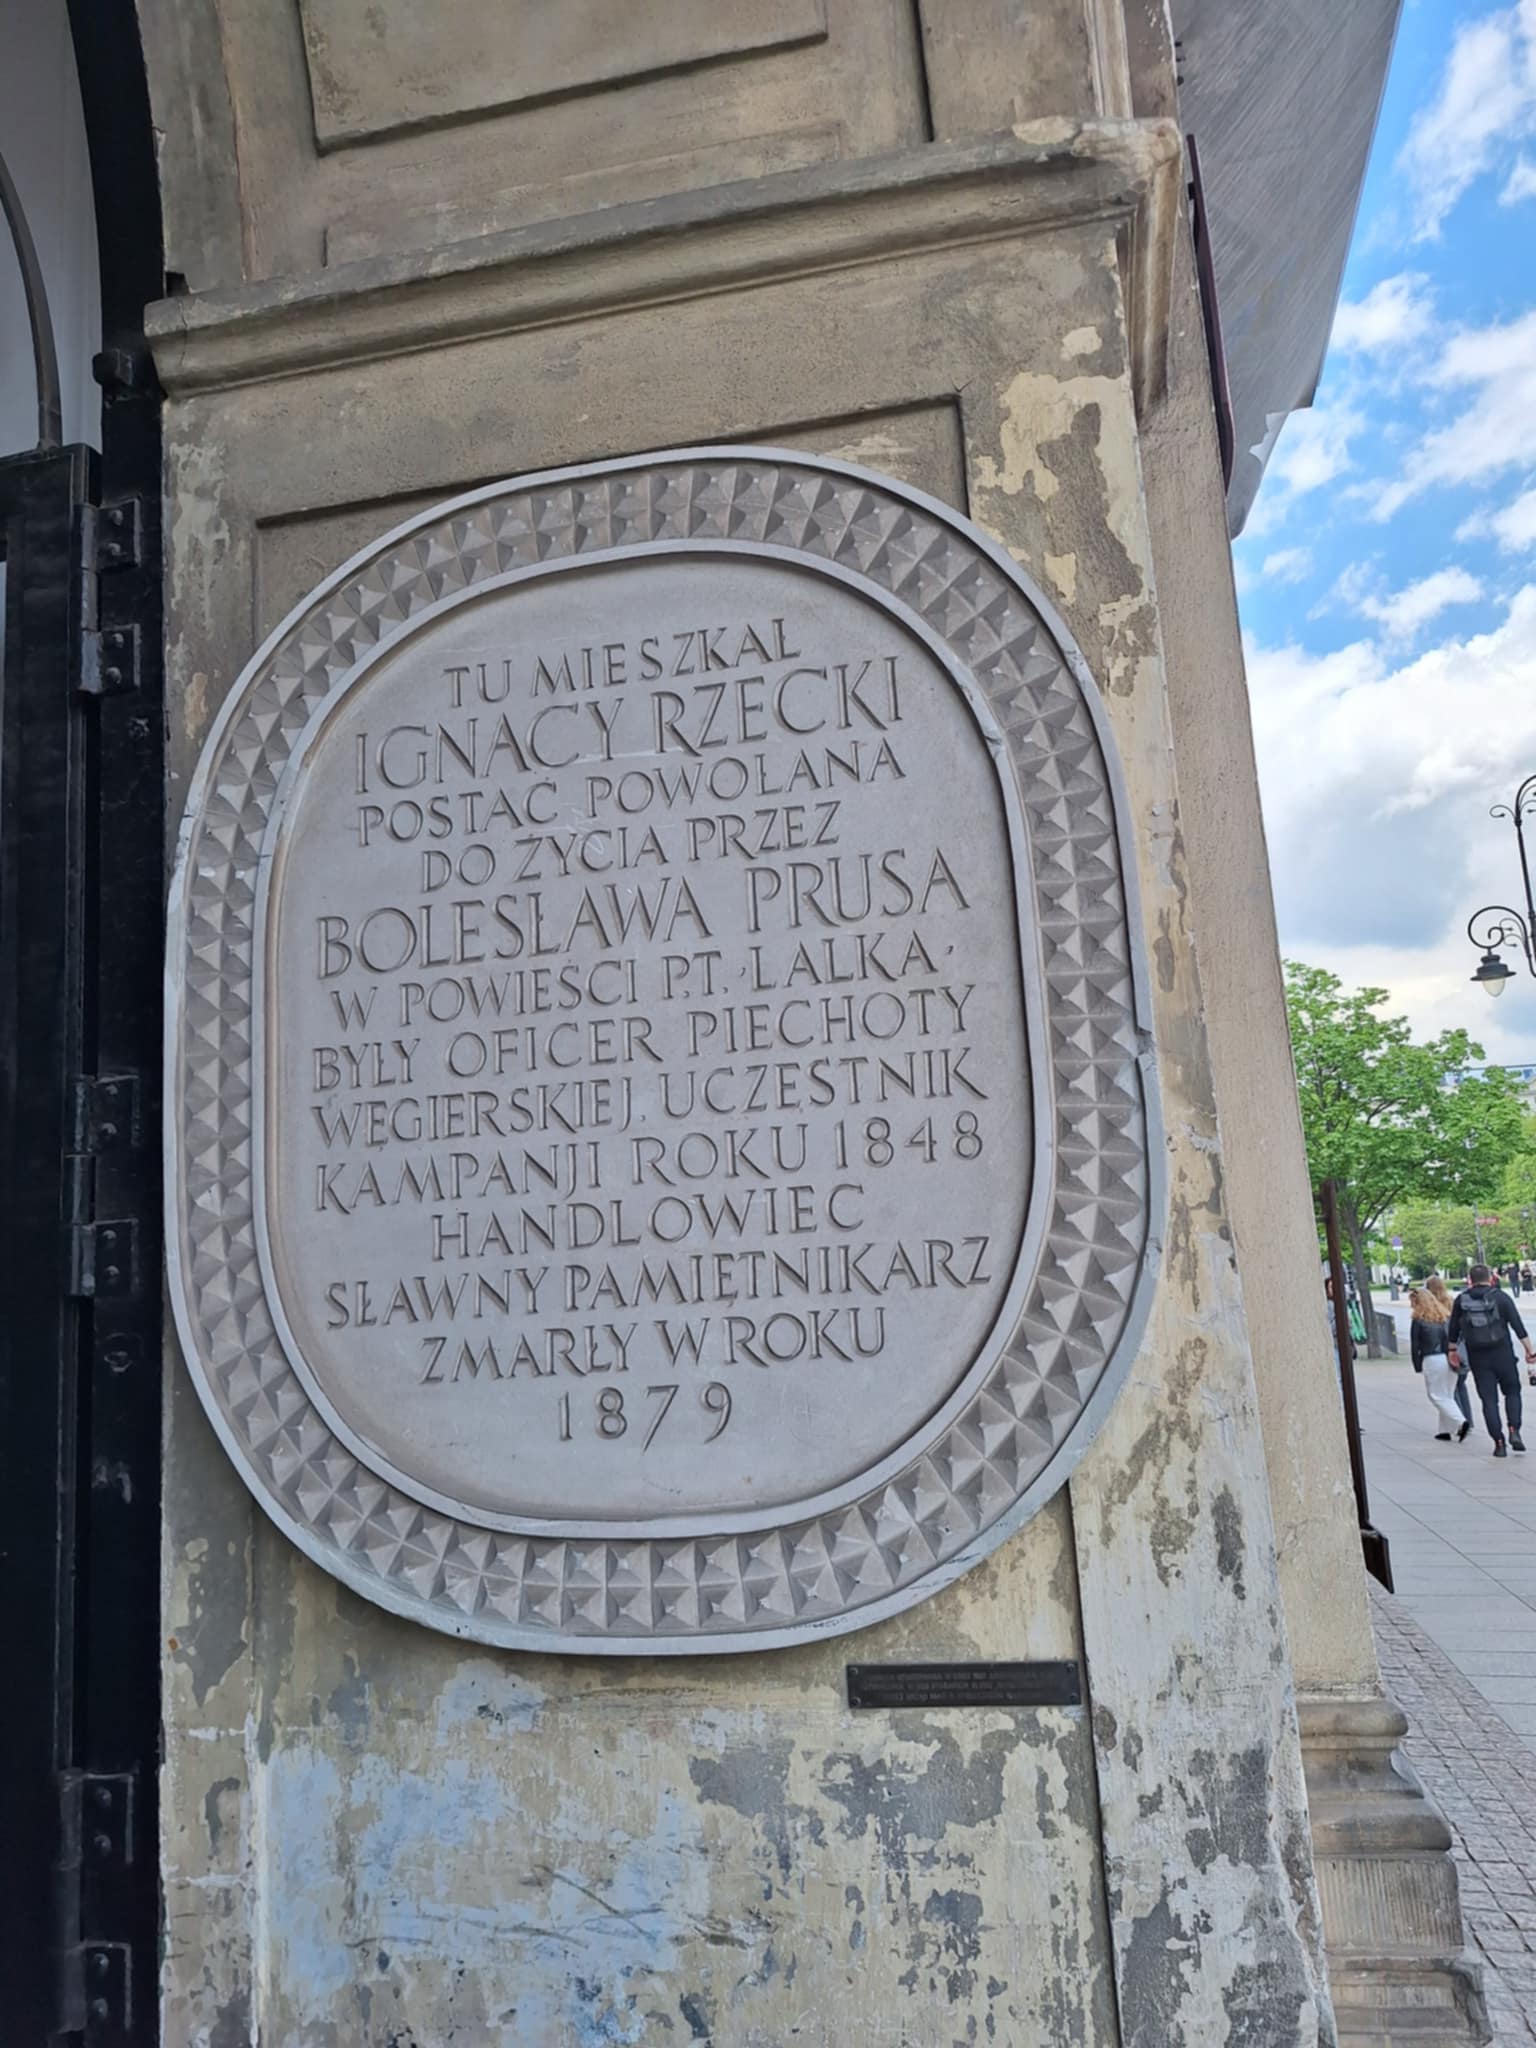 TU MIESZKAŁ
IGNACY RZECKI
POSTAĆ POWOŁANA
DO ŻYCIA PRZEZ
BOLESŁAWA PRUSA
W POWIEŚCI P.T. „LALKA”
BYŁY OFICER PIECHOTY
WĘGIERSKIEJ, UCZESTNIK
KAMPANJI ROKU 1848
HANDLOWIEC
SŁAWNY PAMIĘTNIKARZ
ZMARŁY W ROKU
1879